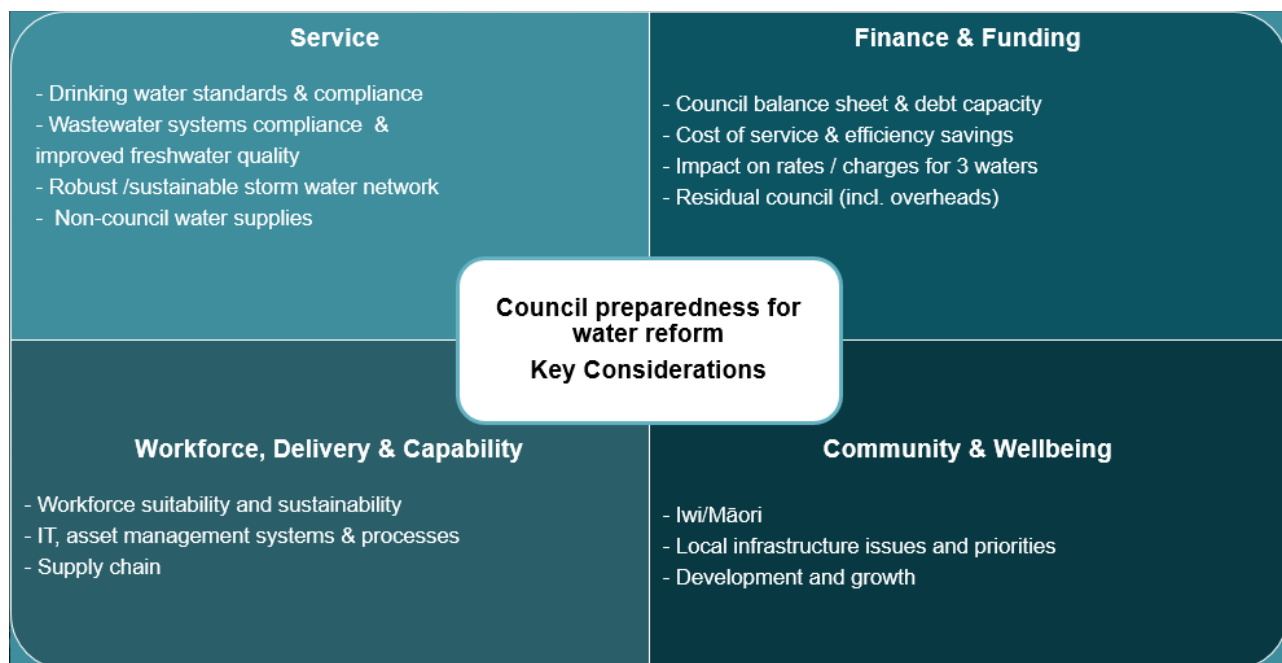 Service
- Drinking water standards & compliance
- Wastewater systems compliance  &
improved freshwater quality
- Robust /sustainable storm water network
-  Non-council water supplies
Finance & Funding
- Council balance sheet & debt capacity
- Cost of service & efficiency savings
- Impact on rates / charges for 3 waters
- Residual council (incl. overheads)
Council preparedness for
water reform
Key Considerations
Workforce, Delivery & Capability
- Workforce suitability and sustainability
- IT, asset management systems & processes
- Supply chain
Community & Wellbeing
- Iwi/Māori
- Local infrastructure issues and priorities
- Development and growth